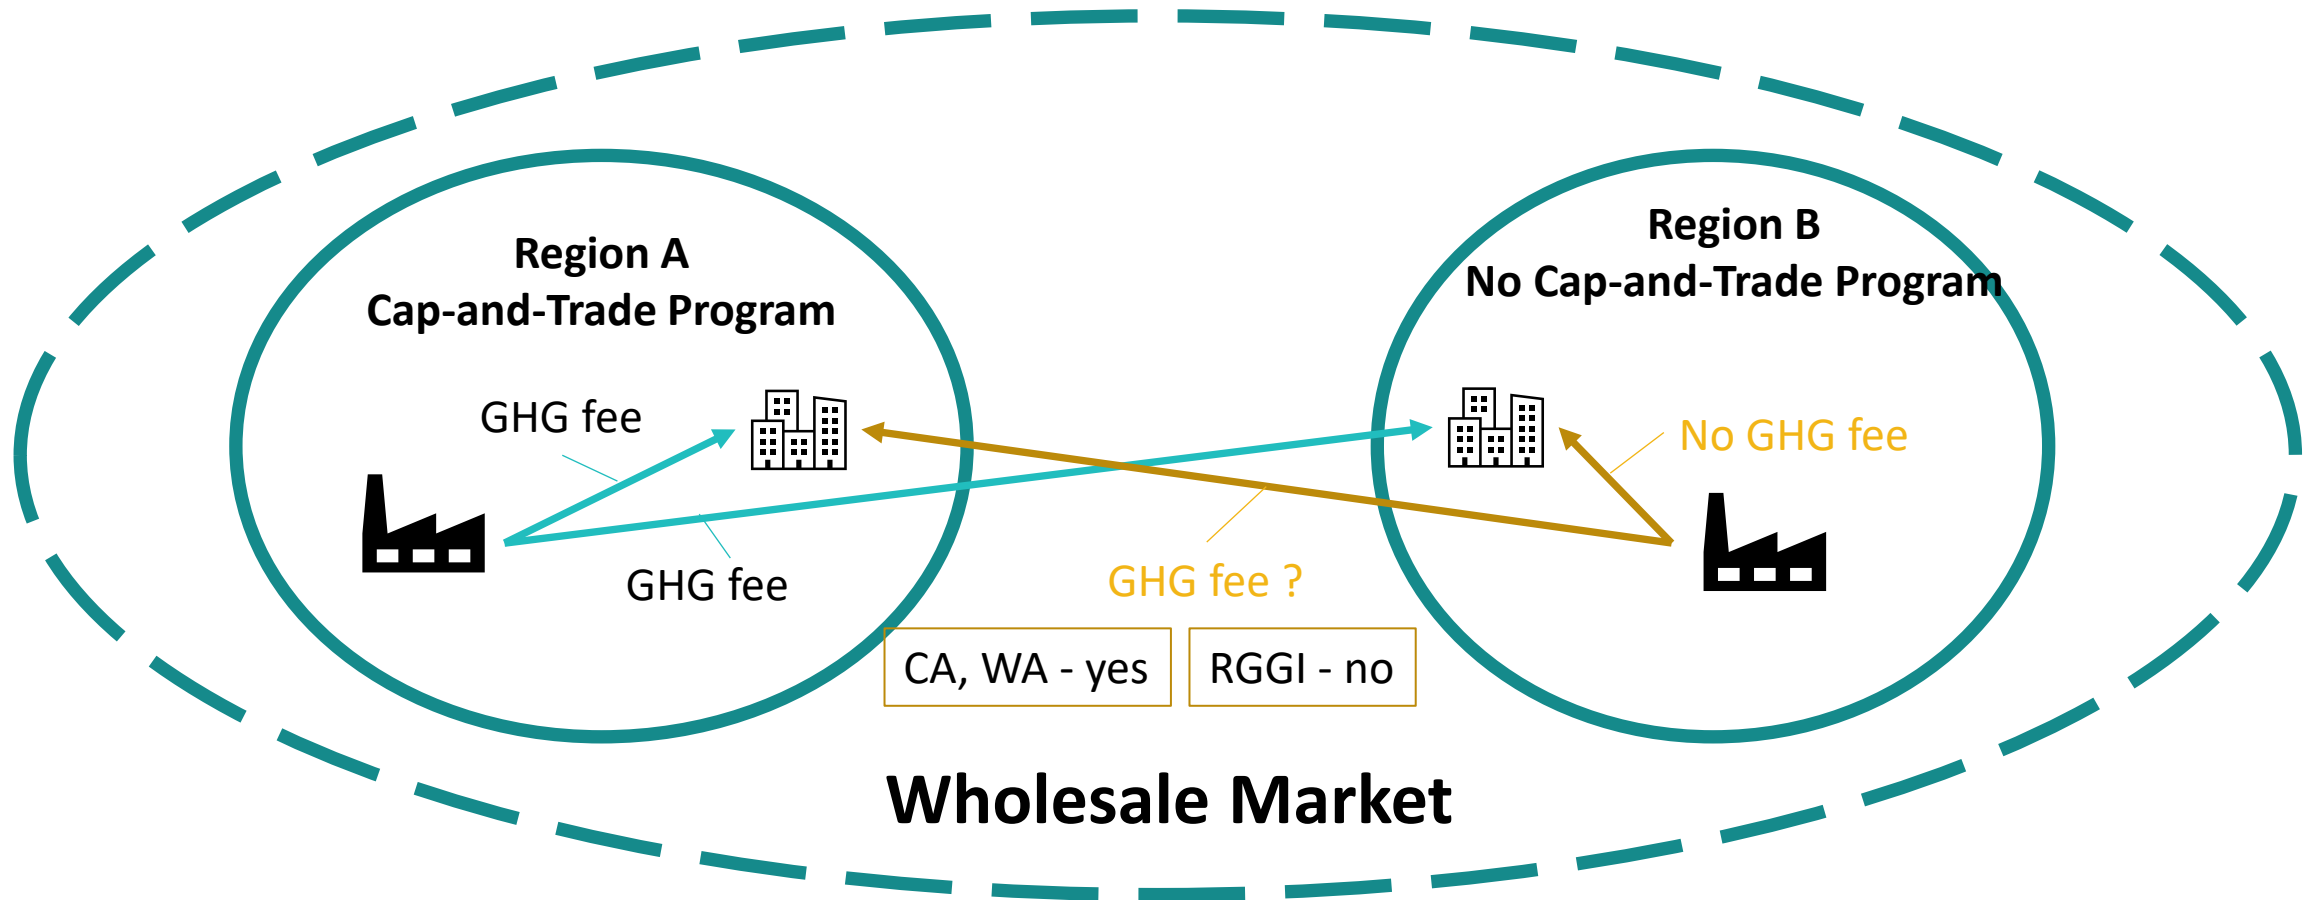 Region A
Cap-and-Trade Program
GHG fee
GHG fee
Region B
No Cap-and-Trade Program
No GHG fee
GHG fee ?
CA, WA - yes
RGGI - no
Wholesale Market